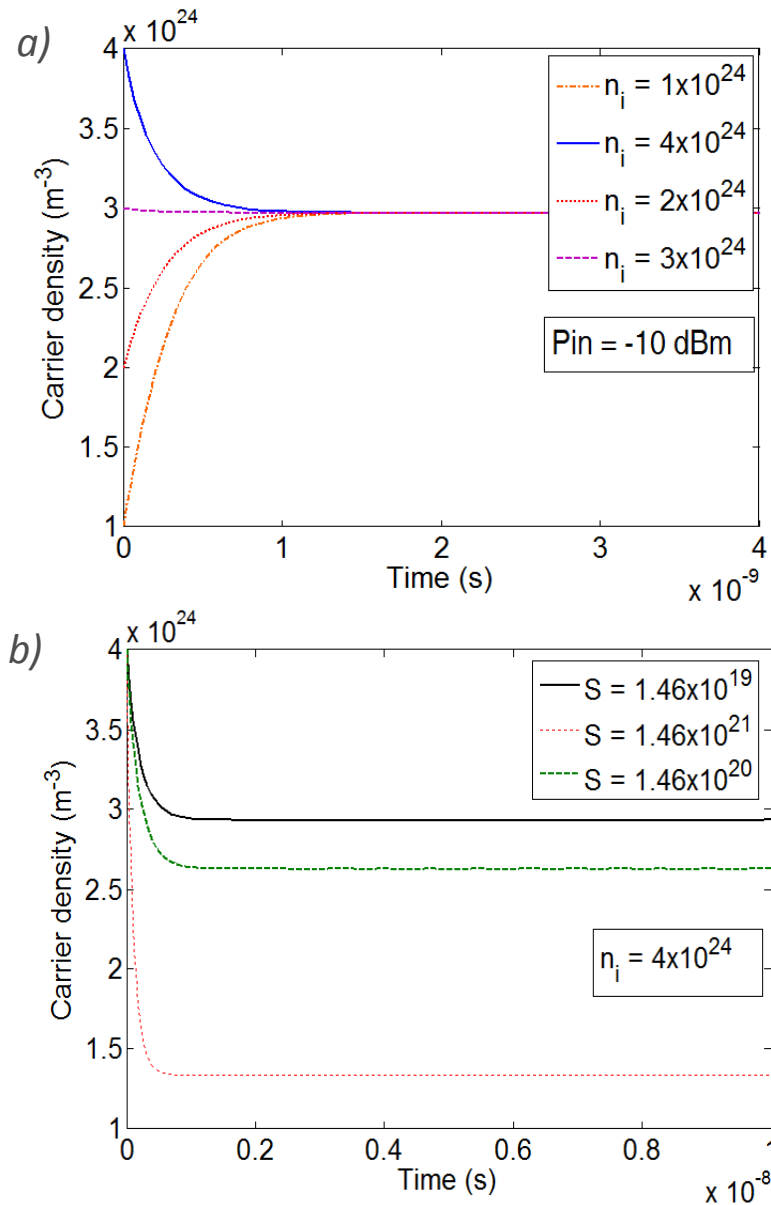 a)
x 10^24
4
3.5
3
2.5
2
1.5
1
Carrier density (m^-3)
n_i = 1x10^24
n_i = 4x10^24
n_i = 2x10^24
n_i = 3x10^24
Pin = -10 dBm
0 1 2 3 4
Time (s)
x 10^-9
b)
x 10^24
4
3.5
3
2.5
2
1.5
1
Carrier density (m^-3)
S = 1.46x10^19
S = 1.46x10^21
S = 1.46x10^20
n_i = 4x10^24
0 0.2 0.4 0.6 0.8 1
Time (s)
x 10^-8